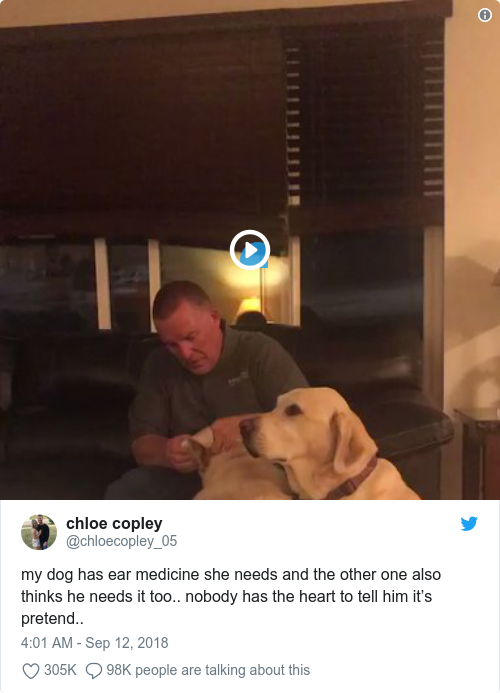 chloe copley
@chloecopley_05
my dog has ear medicine she needs and the other one also
thinks he needs it too.. nobody has the heart to tell him it’s
pretend..
4:01 AM - Sep 12, 2018
305K 98K people are talking about this